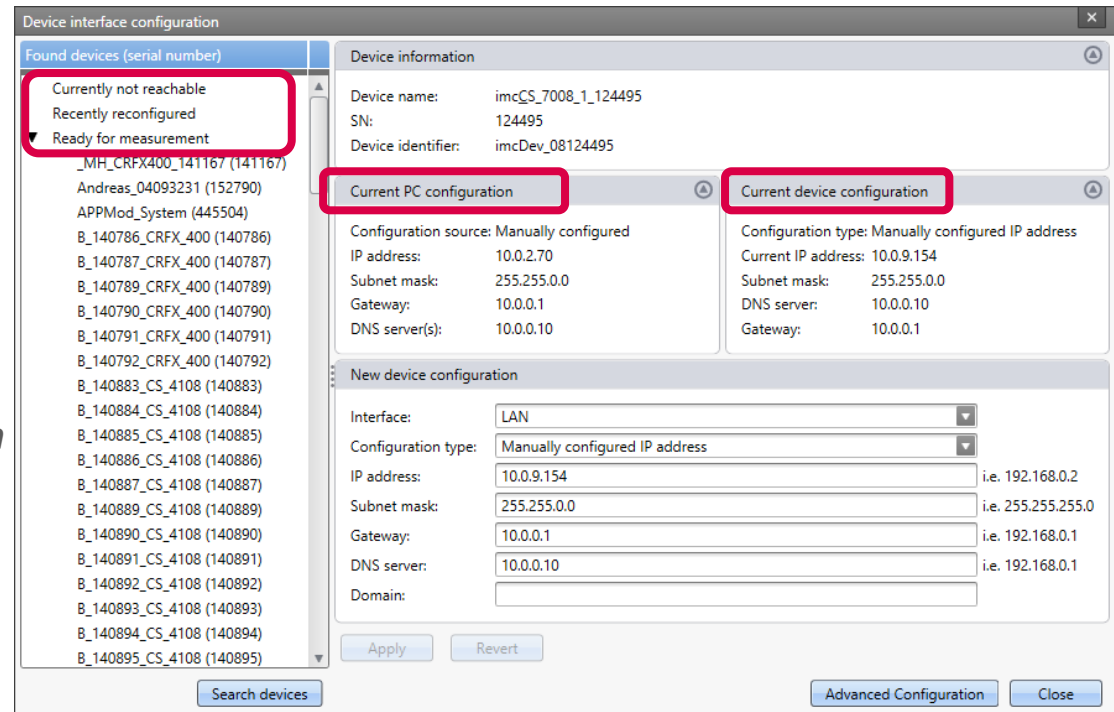 Device interface configuration
Found devices (serial number)
Currently not reachable
Recently reconfigured
Ready for measurement
_MH_CRFX400_141167 (141167)
Andreas_04093231 (152790)
APPMod_System (445504)
B_140786_CRFX_400 (140786)
B_140787_CRFX_400 (140787)
B_140789_CRFX_400 (140789)
B_140790_CRFX_400 (140790)
B_140791_CRFX_400 (140791)
B_140792_CRFX_400 (140792)
B_140883_CS_4108 (140883)
B_140884_CS_4108 (140884)
B_140885_CS_4108 (140885)
B_140886_CS_4108 (140886)
B_140887_CS_4108 (140887)
B_140889_CS_4108 (140889)
B_140890_CS_4108 (140890)
B_140891_CS_4108 (140891)
B_140892_CS_4108 (140892)
B_140893_CS_4108 (140893)
B_140894_CS_4108 (140894)
B_140895_CS_4108 (140895)
Search devices
Device information
Device name: imcCS_7008_1_124495
SN: 124495
Device identifier: imcDev_08124495
Current PC configuration
Configuration source: Manually configured
IP address: 10.0.2.70
Subnet mask: 255.255.0.0
Gateway: 10.0.0.1
DNS server(s): 10.0.0.10
Current device configuration
Configuration type: Manually configured IP address
Current IP address: 10.0.9.154
Subnet mask: 255.255.0.0
DNS server: 10.0.0.10
Gateway: 10.0.0.1
New device configuration
Interface: LAN
Configuration type: Manually configured IP address
IP address: 10.0.9.154 i.e. 192.168.0.2
Subnet mask: 255.255.0.0 i.e. 255.255.255.0
Gateway: 10.0.0.1 i.e. 192.168.0.1
DNS server: 10.0.0.10 i.e. 192.168.0.1
Domain:
Apply Revert
Advanced Configuration Close